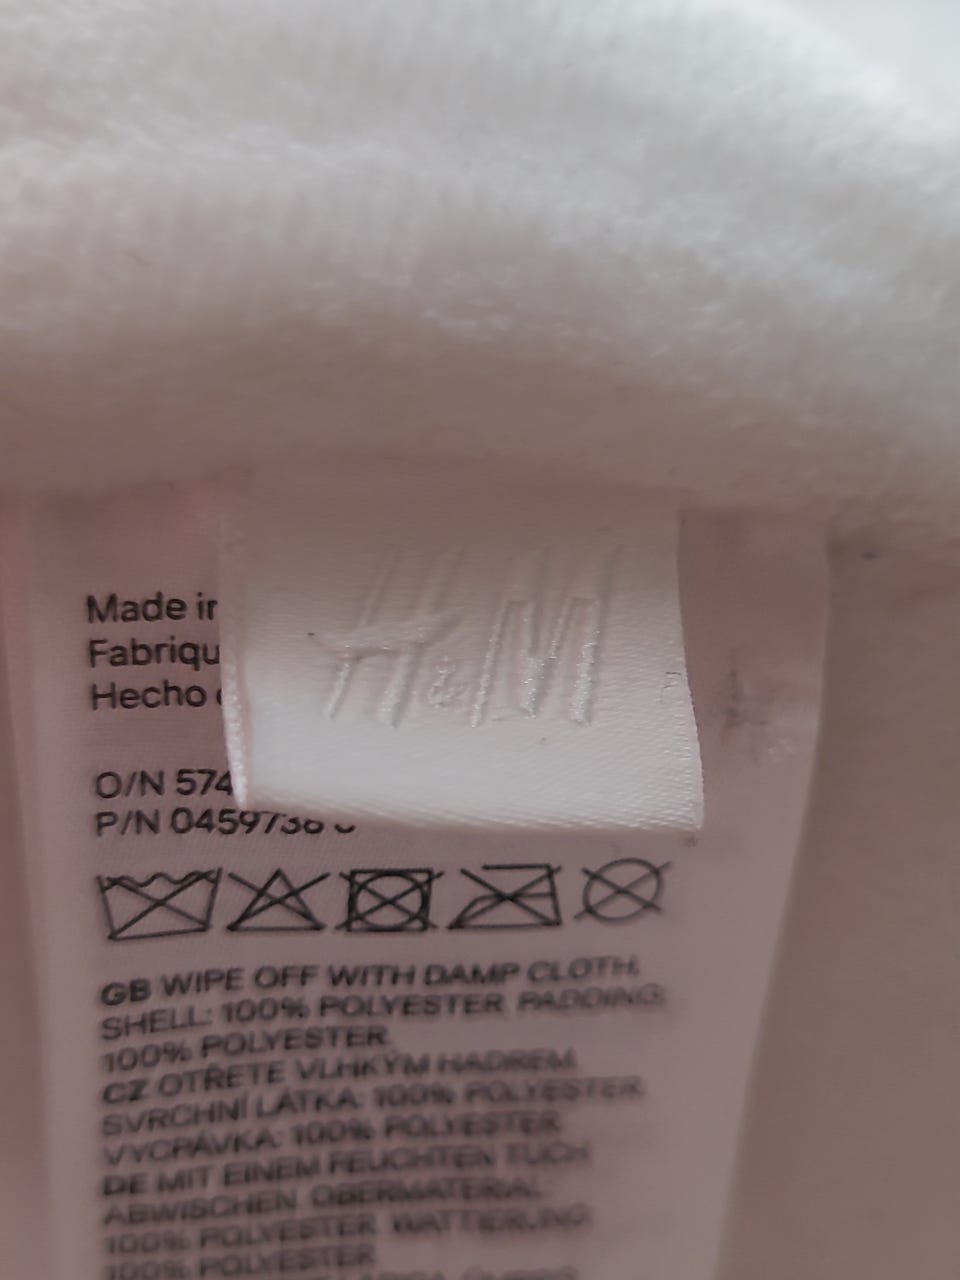 H&M
Made in
Fabriqu
Hecho
O/N 574
P/N 0459738
GB WIPE OFF WITH DAMP CLOTH.
SHELL: 100% POLYESTER PADDING:
100% POLYESTER
CZ OTŘETE VLHKÝM HADREM.
SVRCHNÍ LÁTKA: 100% POLYESTER
VYCPÁVKA: 100% POLYESTER
DE MIT EINEM FEUCHTEN TUCH
ABWISCHEN. OBERMATERIAL:
100% POLYESTER WATTIERUNG:
100% POLYESTER